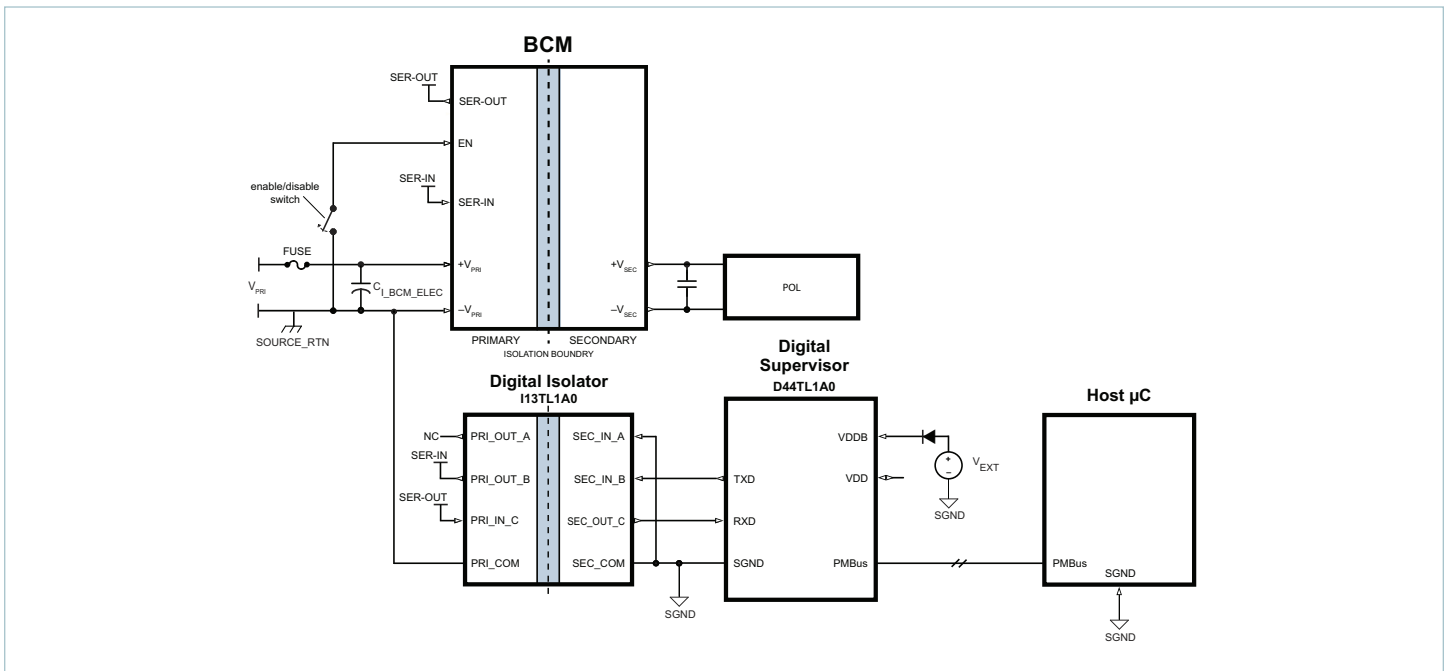 BCM
SER-OUT
SER-OUT
EN
SER-IN
SER-IN
enable/disable
switch
FUSE
+VPRI
+VSEC
VPRI
CI_BCM_ELEC
POL
–VPRI
–VSEC
SOURCE_RTN
PRIMARY
SECONDARY
ISOLATION BOUNDRY
Digital
Supervisor
D44TL1A0
Digital Isolator
I13TL1A0
Host µC
NC
PRI_OUT_A
SEC_IN_A
VDDB
SER-IN
PRI_OUT_B
SEC_IN_B
TXD
VDD
+
–
VEXT
SGND
SER-OUT
PRI_IN_C
SEC_OUT_C
RXD
PRI_COM
SEC_COM
SGND
PMBus
PMBus
SGND
SGND
SGND